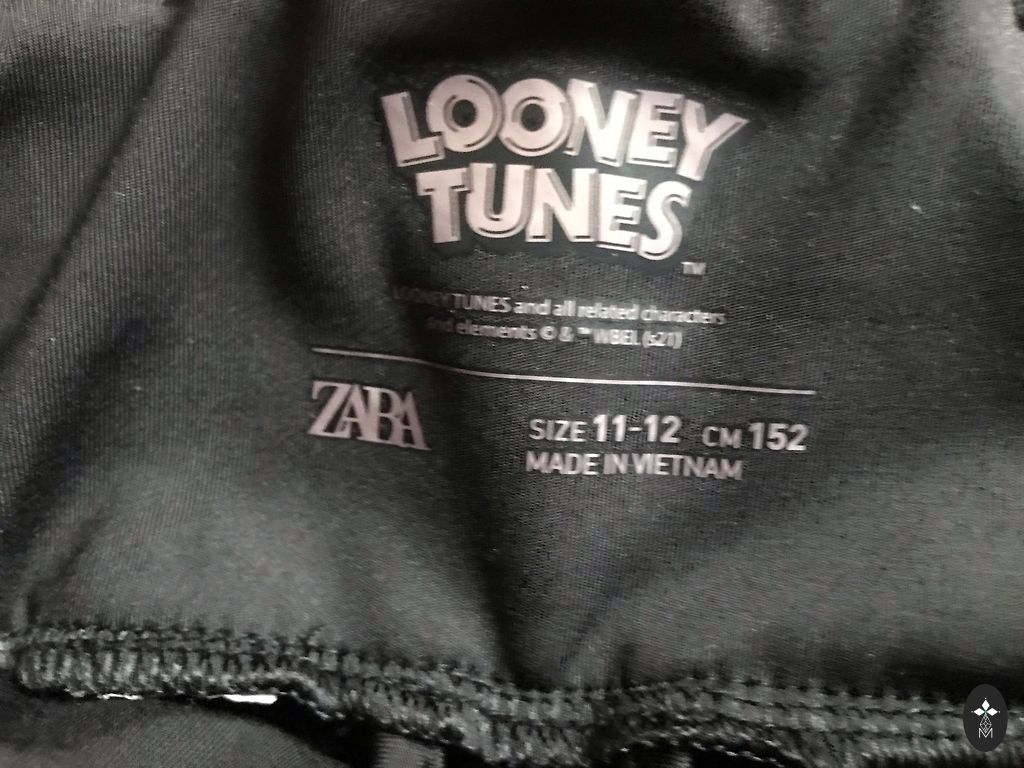 LOONEY
TUNES
TM
LOONEY TUNES and all related characters
and elements © & ™ WBEI. (s21)
ZARA
SIZE 11-12 CM 152
MADE IN VIETNAM
M